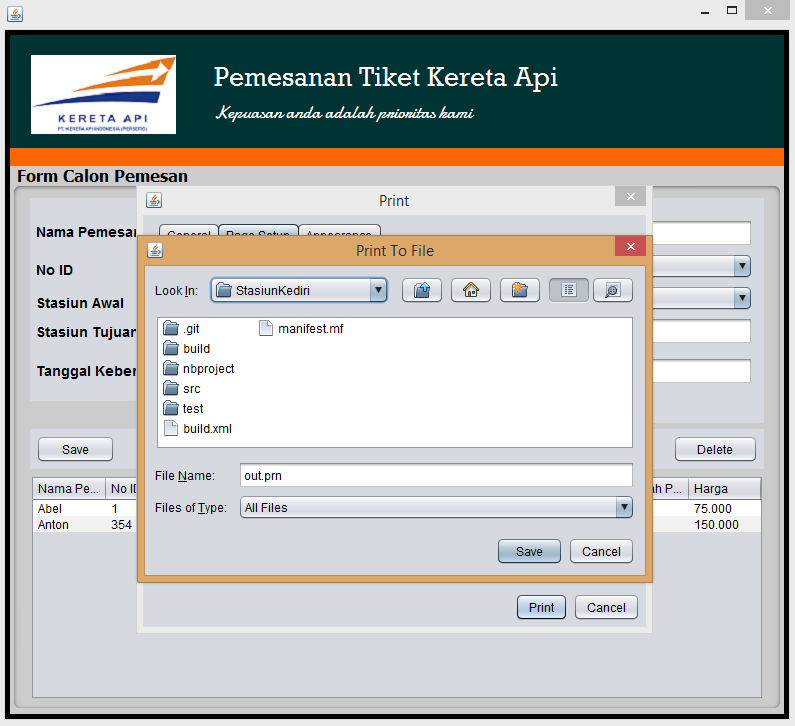 KERETA API
PT. KERETA API INDONESIA (PERSERO)
Pemesanan Tiket Kereta Api
Kepuasan anda adalah prioritas kami
Form Calon Pemesan
Print
Nama Pemesan
General Page Setup Appearance
Print To File
No ID
Look In: StasiunKediri
Stasiun Awal
Stasiun Tujuan
Tanggal Keber
.git
manifest.mf
build
nbproject
src
test
build.xml
Save
Delete
File Name: out.prn
Files of Type: All Files
Nama Pe... No ID ah P... Harga
Abel 1 75.000
Anton 354 150.000
Save Cancel
Print Cancel